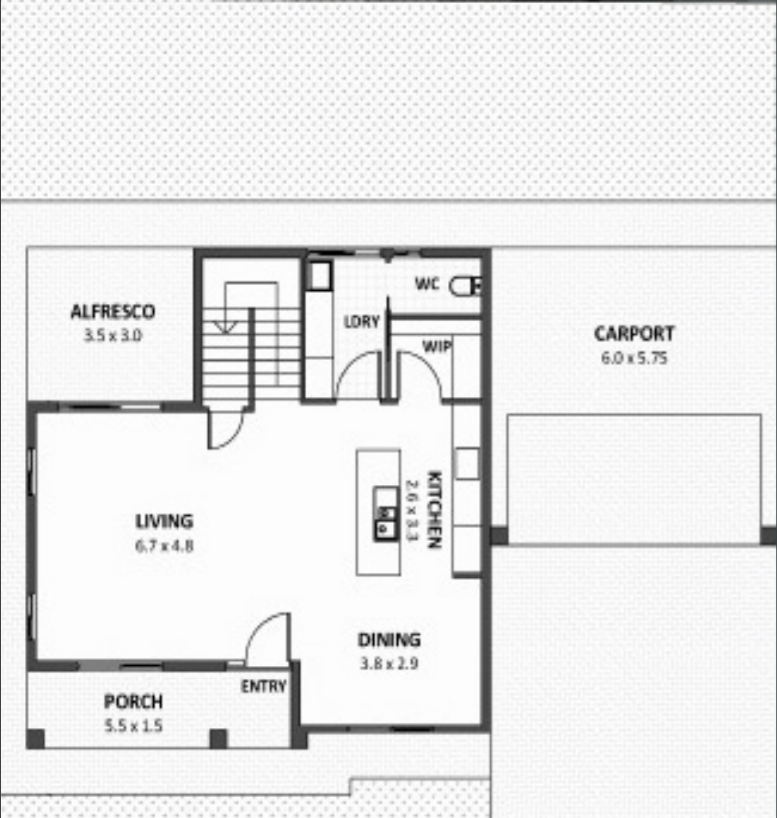 ALFRESCO
3.5 x 3.0
WC
LDRY
WIP
CARPORT
6.0 x 5.75
LIVING
6.7 x 4.8
KITCHEN
2.6 x 3.3
DINING
3.8 x 2.9
ENTRY
PORCH
5.5 x 1.5